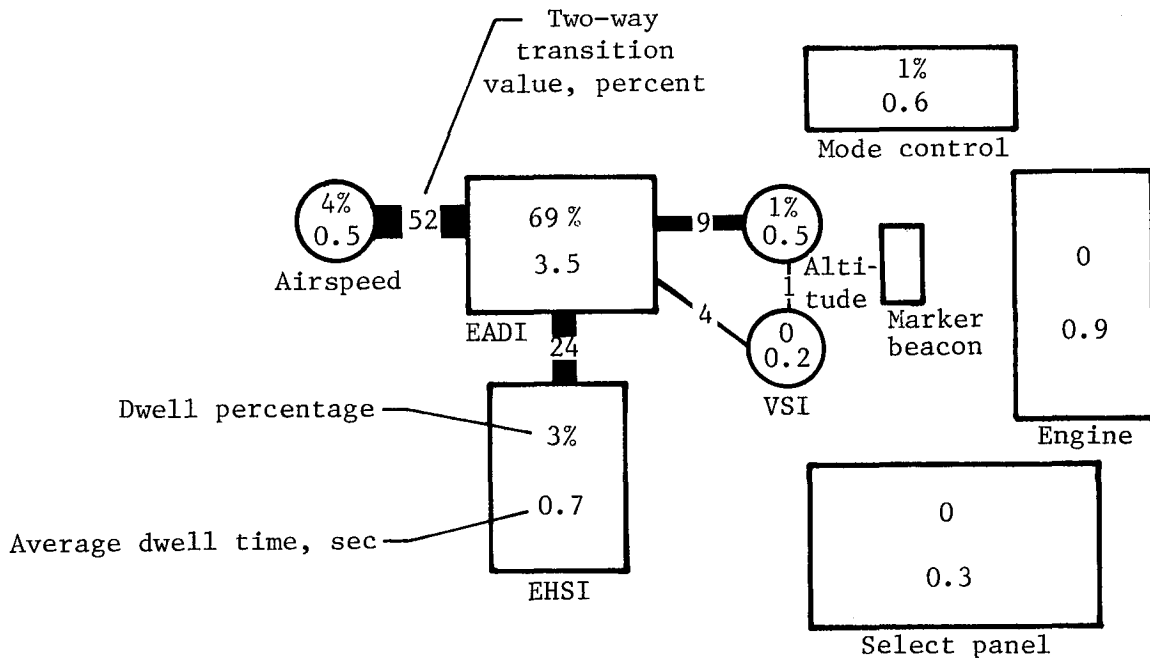 Two-way
transition
value, percent
1%
0.6
Mode control
4%
0.5
Airspeed
52
69%
3.5
EADI
9
1%
0.5
Alti-
tude
1
4
0
0.2
VSI
Marker
beacon
0
0.9
Engine
24
Dwell percentage
3%
0.7
Average dwell time, sec
EHSI
0
0.3
Select panel